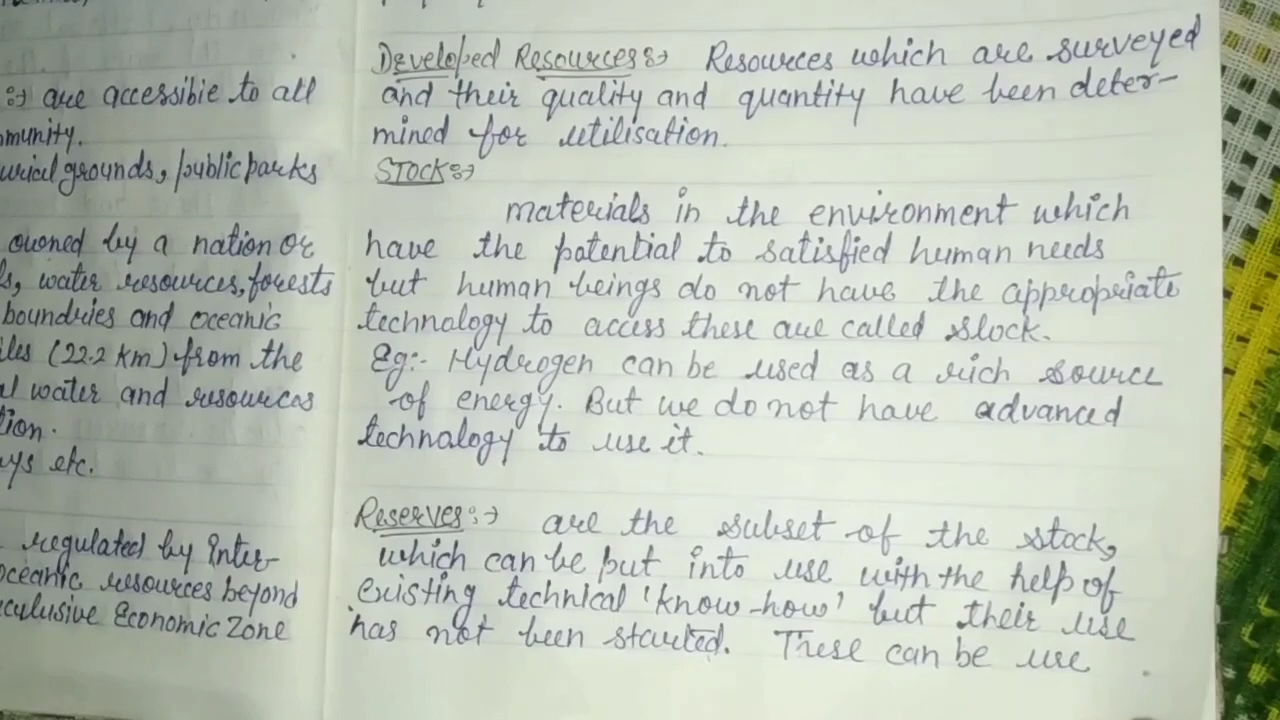 :→ are accessible to all
munity.
urial grounds, public parks
owned by a nation or
ls, water resources, forests
boundries and oceanic
iles (22.2 km) from the
al water and resources
tion.
ys etc.
regulated by Inter-
oceanic resources beyond
xculusive Economic Zone
Developed Resources:→ Resources which are surveyed
and their quality and quantity have been deter-
mined for utilisation.
STOCK:→
materials in the environment which
have the potential to satisfied human needs
but human beings do not have the appropriate
technology to access these are called stock.
Eg:- Hydrogen can be used as a rich source
of energy. But we do not have advanced
technalogy to use it.
Reserves:→ are the subset of the stock,
which can be put into use with the help of
existing technical 'know-how' but their use
has not been started. These can be use